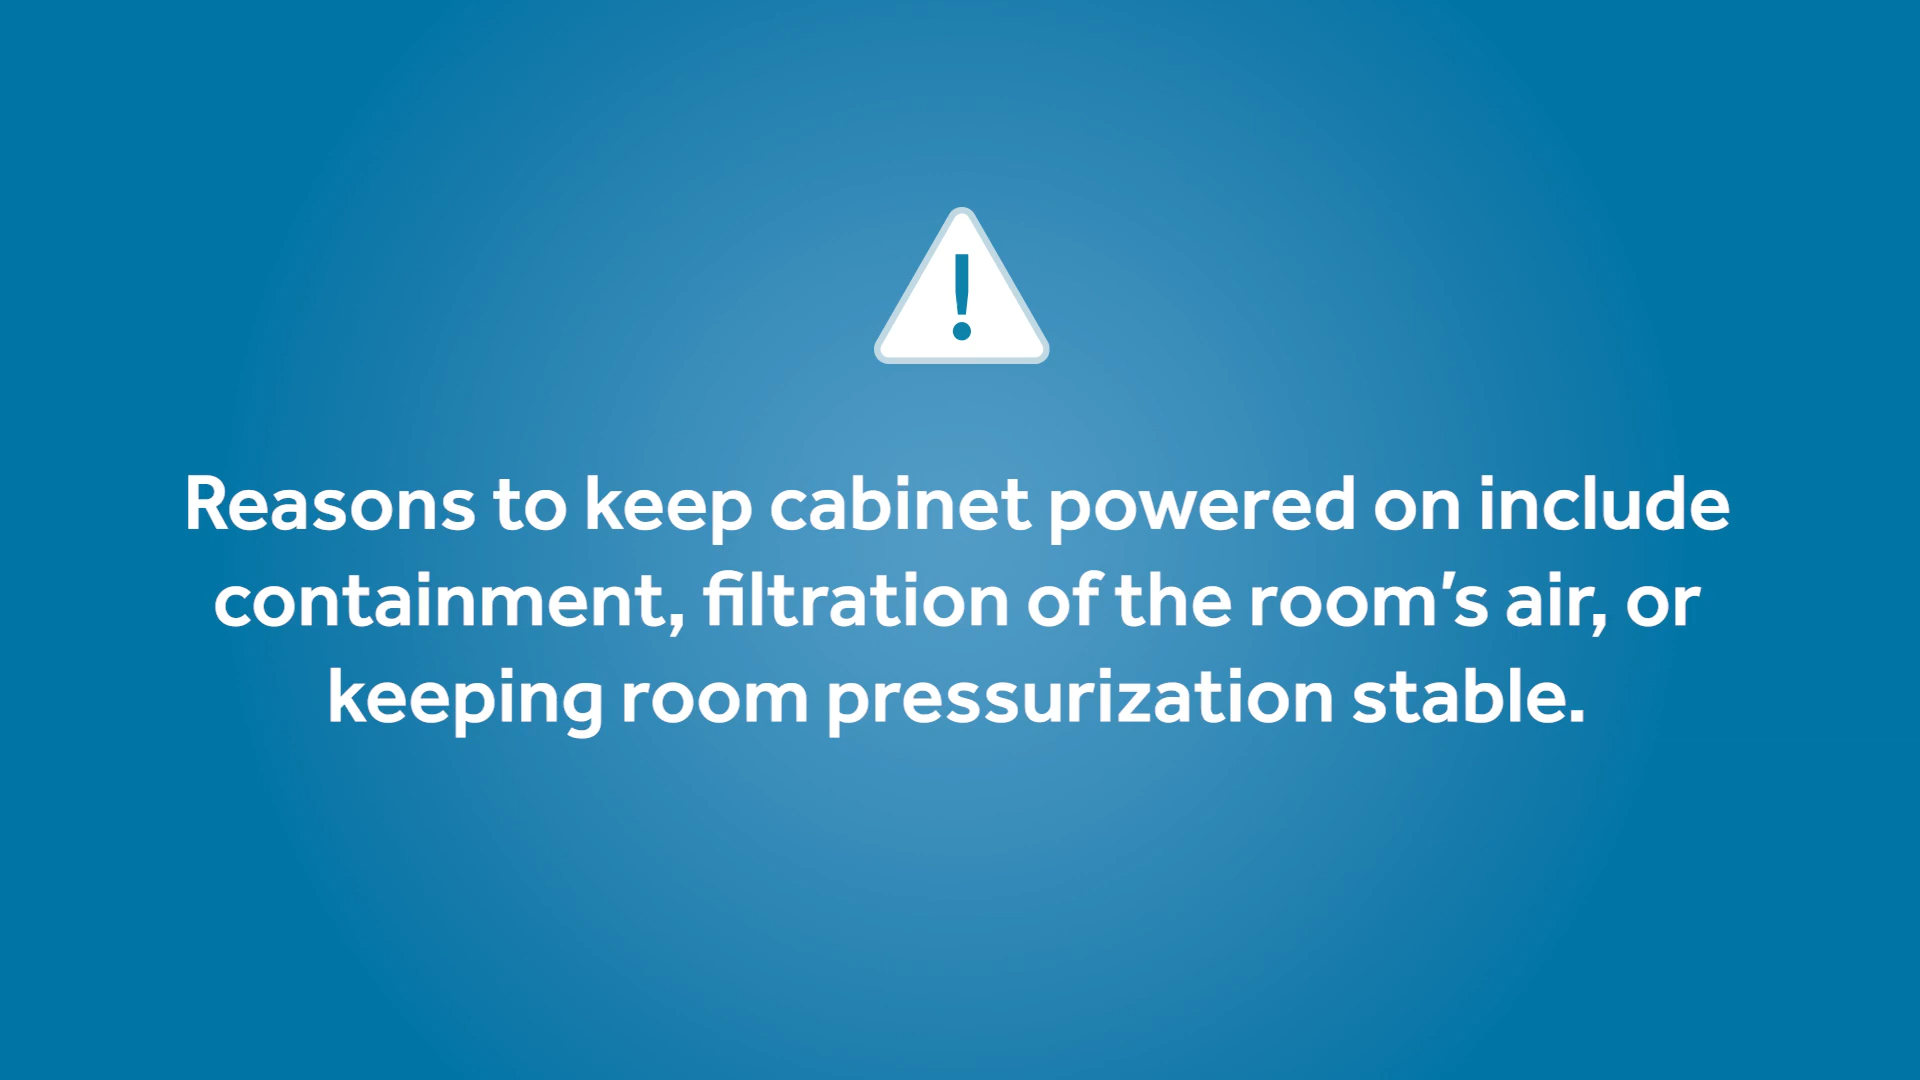 Reasons to keep cabinet powered on include
containment, filtration of the room's air, or
keeping room pressurization stable.